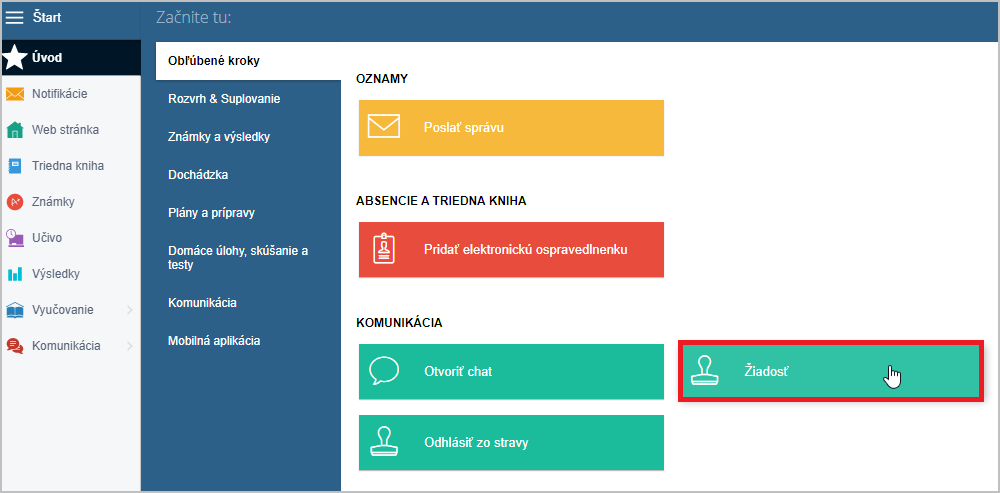 Štart
Začnite tu:
Úvod
Notifikácie
Web stránka
Triedna kniha
Známky
Učivo
Výsledky
Vyučovanie
Komunikácia
Obľúbené kroky
Rozvrh & Suplovanie
Známky a výsledky
Dochádzka
Plány a prípravy
Domáce úlohy, skúšanie a
testy
Komunikácia
Mobilná aplikácia
OZNAMY
Poslať správu
ABSENCIE A TRIEDNA KNIHA
Pridať elektronickú ospravedlnenku
KOMUNIKÁCIA
Otvoriť chat
Žiadosť
Odhlásiť zo stravy